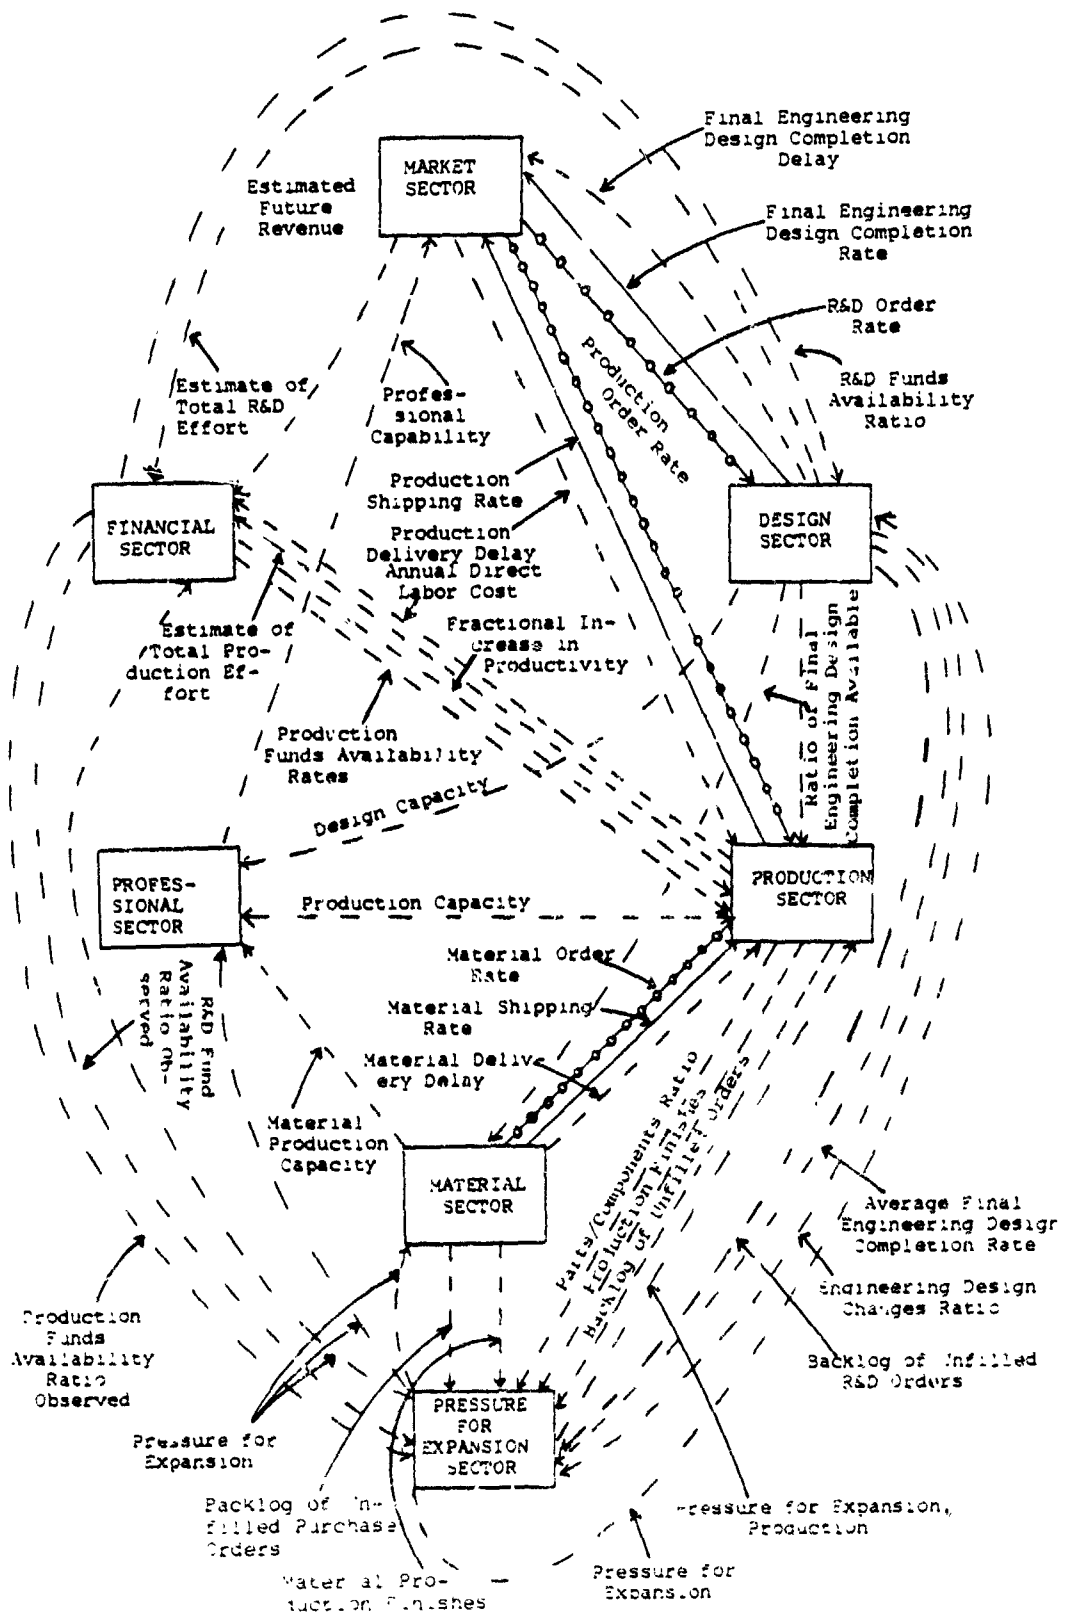 Final Engineering
Design Completion
Delay
MARKET
SECTOR
Estimated
Future
Revenue
Final Engineering
Design Completion
Rate
R&D Order
Rate
Production
Order Rate
R&D Funds
Availability
Ratio
Estimate of
Total R&D
Effort
Profes-
sional
Capability
Production
Shipping Rate
FINANCIAL
SECTOR
DESIGN
SECTOR
Production
Delivery Delay
Annual Direct
Labor Cost
Estimate of
Total Pro-
duction Ef-
fort
Fractional In-
crease in
Productivity
Ratio of Final
Engineering Design
Completion Available
Production
Funds Availability
Rates
Design Capacity
PROFES-
SIONAL
SECTOR
PRODUCTION
SECTOR
Production Capacity
Material Order
Rate
Material Shipping
Rate
Material Deliv-
ery Delay
R&D Fund
Availability
Ratio Ob-
served
Material
Production
Capacity
MATERIAL
SECTOR
Parts/Components Ratio
Production Finishes
Backlog of Unfilled Orders
Average Final
Engineering Design
Completion Rate
Engineering Design
Changes Ratio
Backlog of Unfilled
R&D Orders
Production
Funds
Availability
Ratio
Observed
PRESSURE
FOR
EXPANSION
SECTOR
Pressure for
Expansion
Backlog of Un-
filled Purchase
Orders
Pressure for Expansion,
Production
Material Pro-
duction Finishes
Pressure for
Expansion